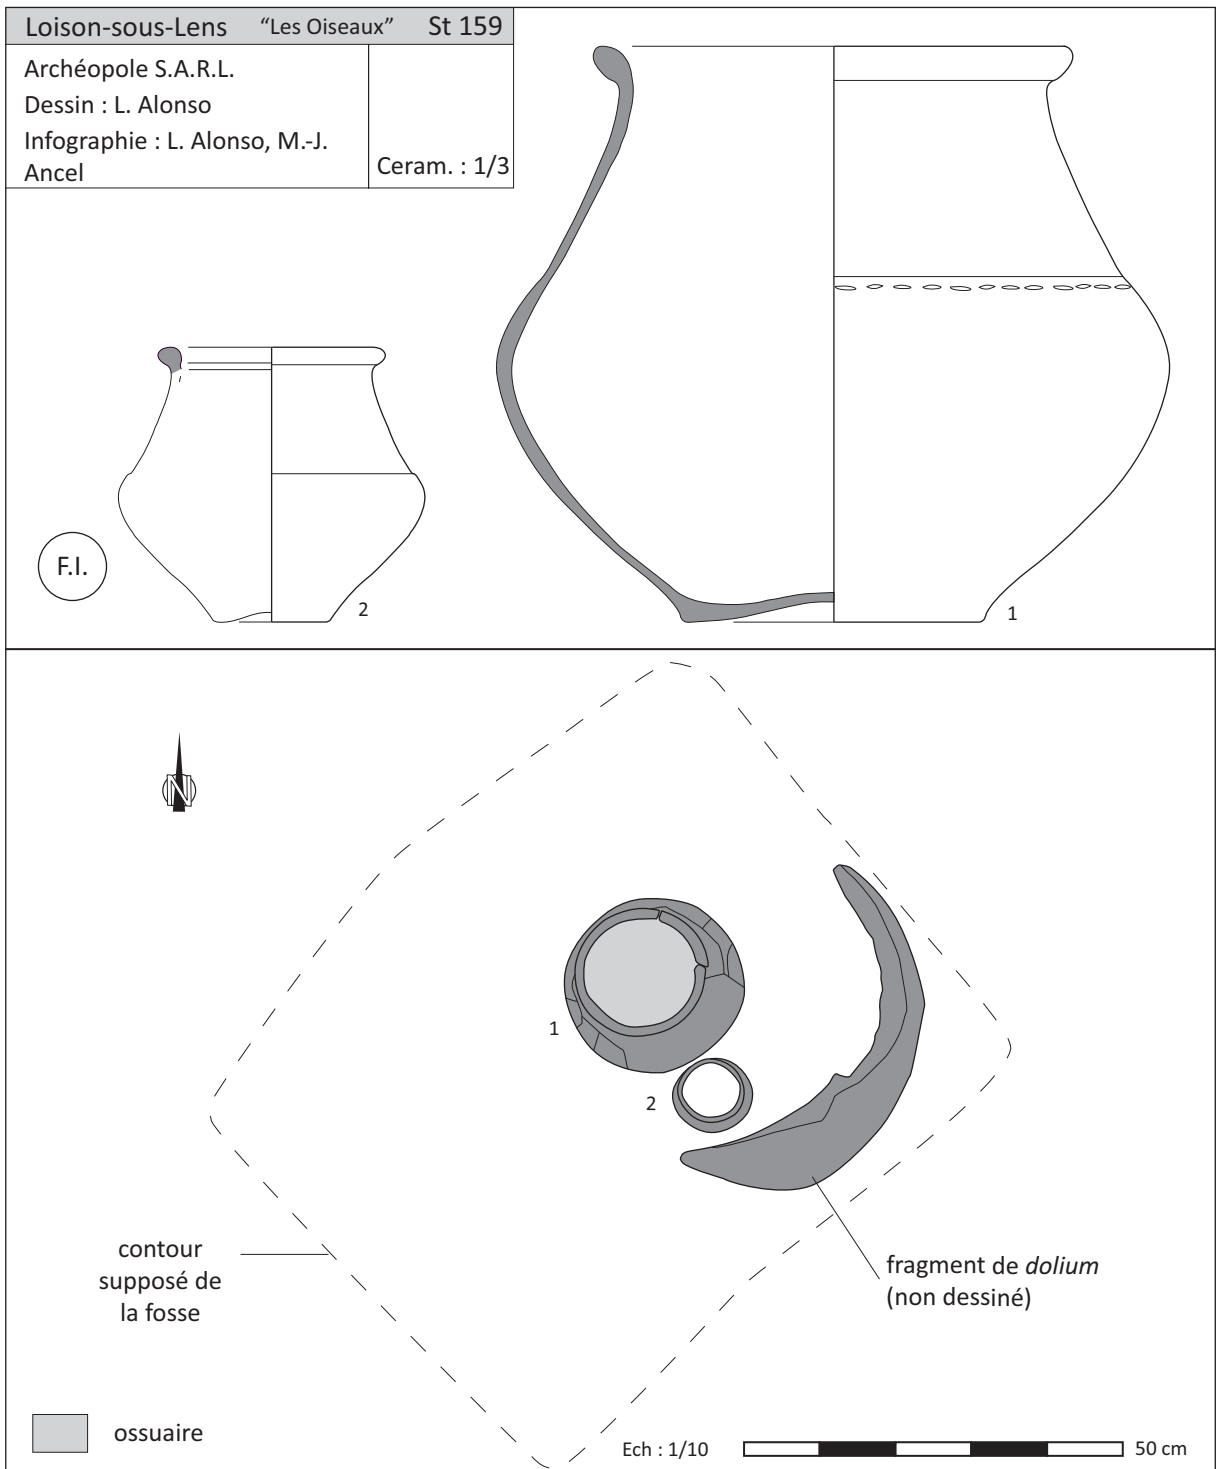 Loison-sous-Lens “Les Oiseaux” St 159
Archéopole S.A.R.L.
Dessin : L. Alonso
Infographie : L. Alonso, M.-J.
Ancel
Ceram. : 1/3
F.I.
2
1
N
1
2
contour
supposé de
la fosse
fragment de dolium
(non dessiné)
ossuaire
Ech : 1/10
50 cm